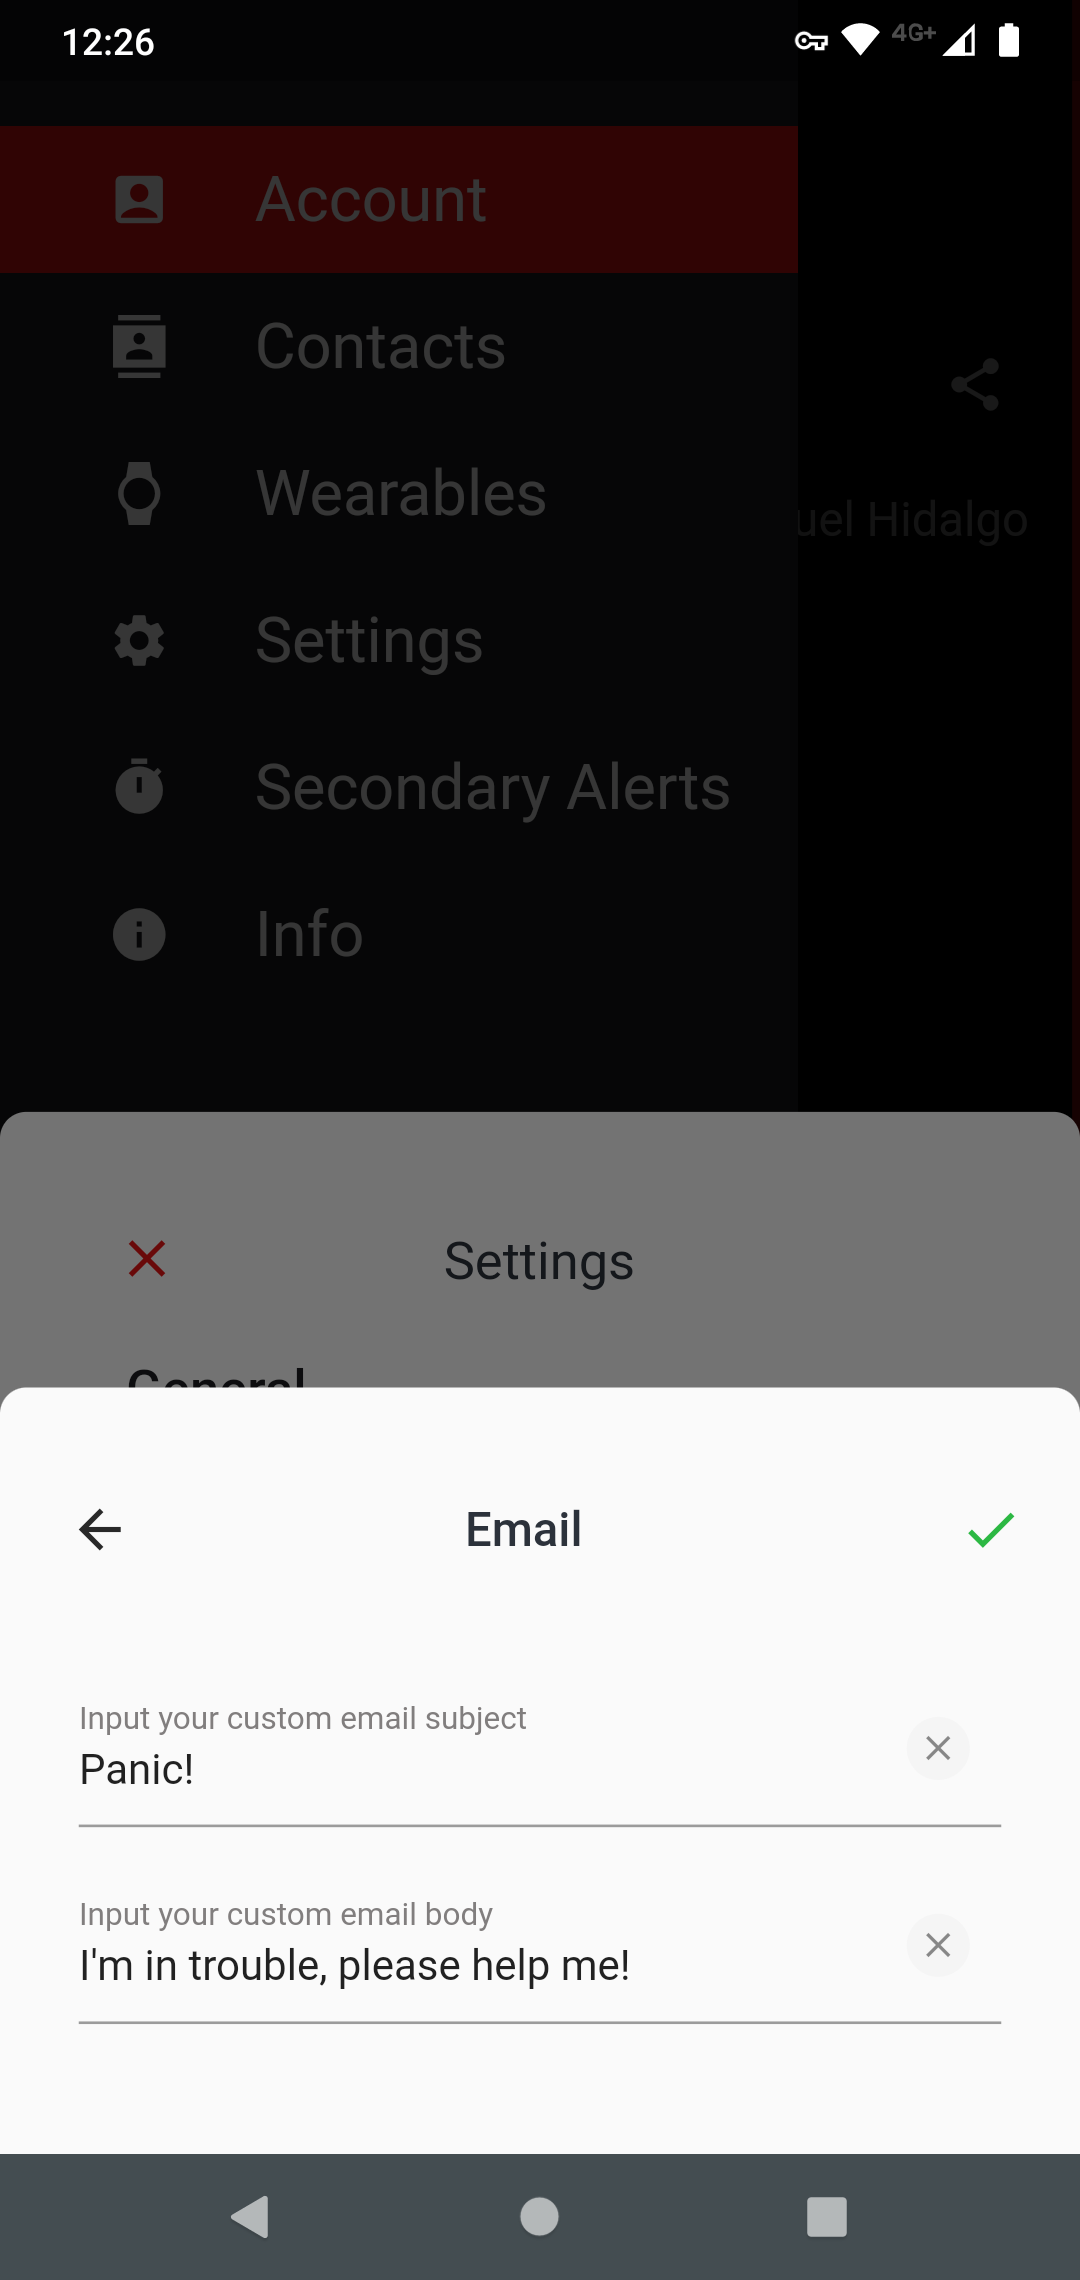 12:26
4G+
Account
Contacts
Wearables
uel Hidalgo
Settings
Secondary Alerts
Info
Settings
General
Email
Input your custom email subject
Panic!
Input your custom email body
I'm in trouble, please help me!